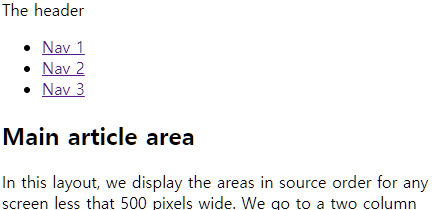 The header
Nav 1
Nav 2
Nav 3
Main article area
In this layout, we display the areas in source order for any
screen less that 500 pixels wide. We go to a two column